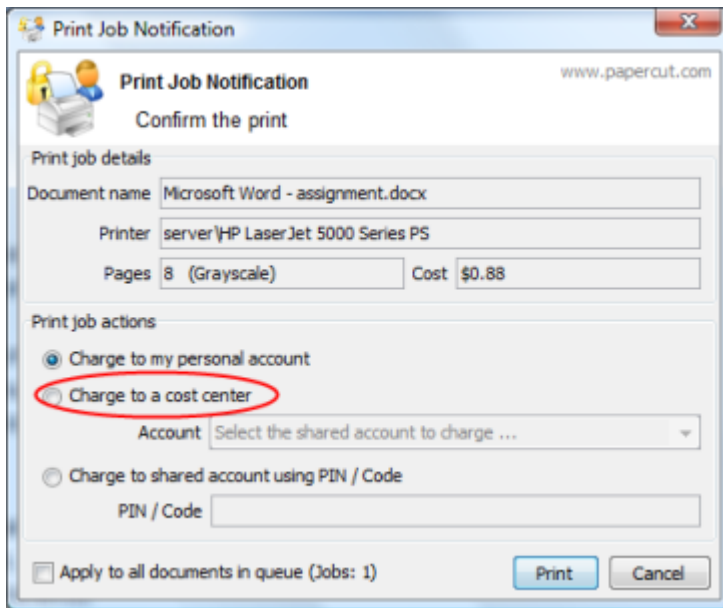 Print Job Notification
www.papercut.com
Print Job Notification
Confirm the print
Print job details
Document name Microsoft Word - assignment.docx
Printer server\HP LaserJet 5000 Series PS
Pages 8 (Grayscale) Cost $0.88
Print job actions
Charge to my personal account
Charge to a cost center
Account Select the shared account to charge ...
Charge to shared account using PIN / Code
PIN / Code
Apply to all documents in queue (Jobs: 1) Print Cancel